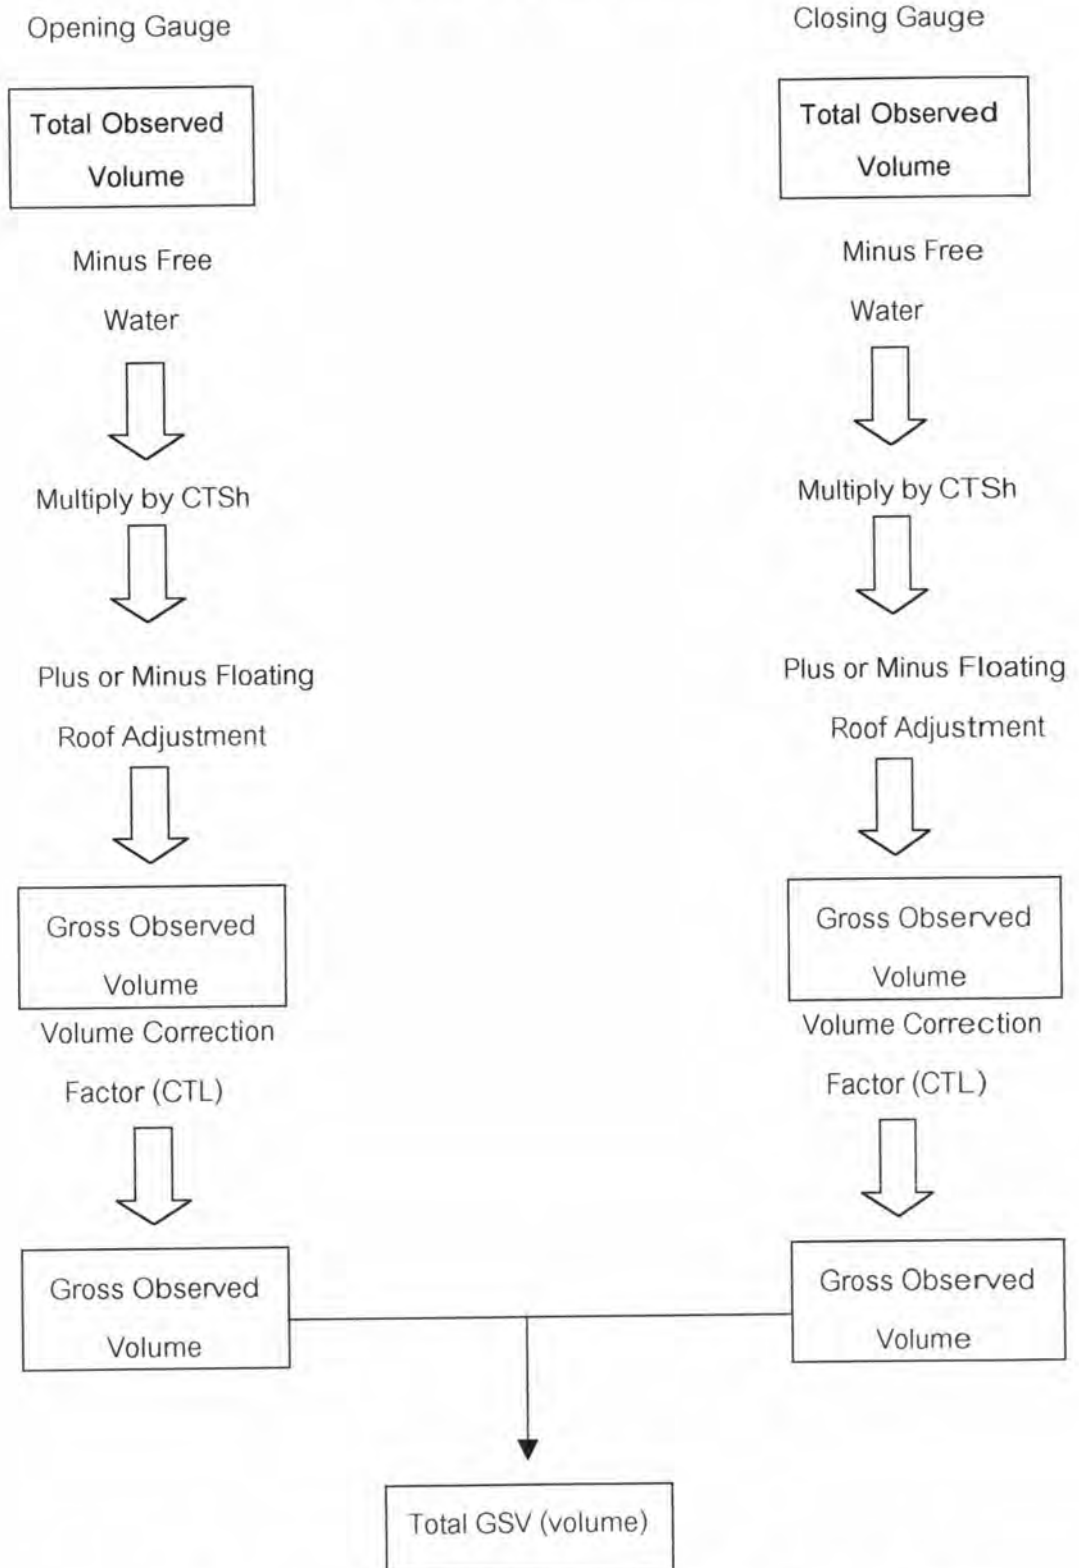 Opening Gauge
Total Observed
Volume
Minus Free
Water
Multiply by CTSh
Plus or Minus Floating
Roof Adjustment
Gross Observed
Volume
Volume Correction
Factor (CTL)
Gross Observed
Volume
Closing Gauge
Total Observed
Volume
Minus Free
Water
Multiply by CTSh
Plus or Minus Floating
Roof Adjustment
Gross Observed
Volume
Volume Correction
Factor (CTL)
Gross Observed
Volume
Total GSV (volume)